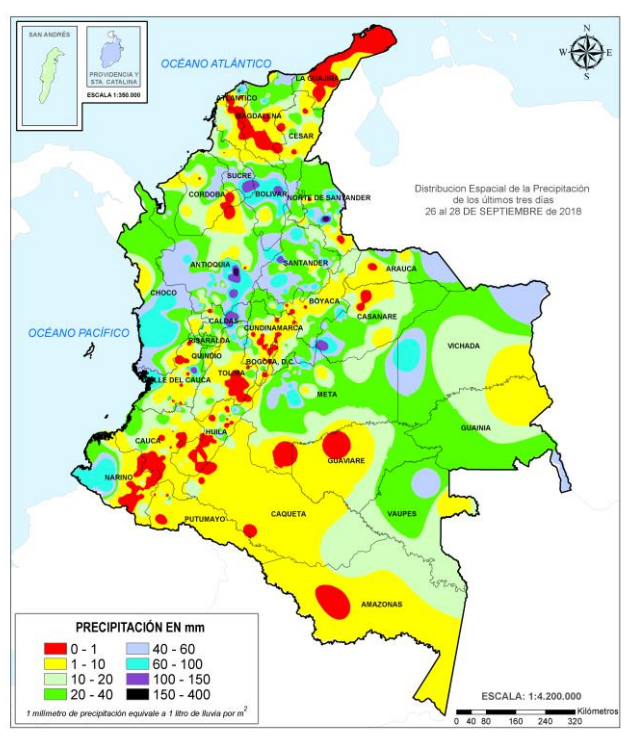 SAN ANDRÉS
PROVIDENCIA Y
STA. CATALINA
ESCALA 1:350.000
OCÉANO ATLÁNTICO
N
W
E
S
LA GUAJIRA
ATLANTICO
MAGDALENA
CESAR
Distribucion Espacial de la Precipitación
de los últimos tres días
26 al 28 DE SEPTIEMBRE de 2018
SUCRE
CORDOBA
BOLIVAR
NORTE DE SANTANDER
ANTIOQUIA
SANTANDER
ARAUCA
CHOCO
BOYACA
CASANARE
OCÉANO PACÍFICO
CALDAS
CUNDINAMARCA
RISARALDA
VICHADA
QUINDIO
BOGOTA, D.C.
TOLIMA
VALLE DEL CAUCA
META
GUAINIA
CAUCA
HUILA
GUAVIARE
NARIÑO
CAQUETA
VAUPES
PUTUMAYO
AMAZONAS
PRECIPITACIÓN EN mm
0 - 1
40 - 60
1 - 10
60 - 100
10 - 20
100 - 150
20 - 40
150 - 400
1 milimetro de precipitación equivale a 1 litro de lluvia por m2
ESCALA: 1:4.200.000
Kilómetros
0 40 80 160 240 320